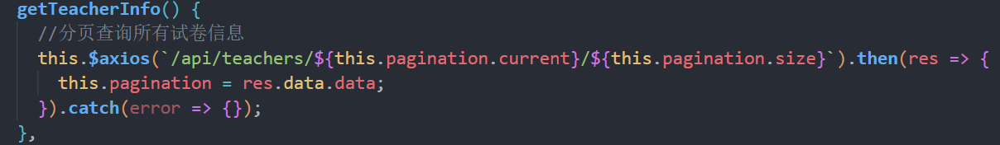 getTeacherInfo() {
//分页查询所有试卷信息
this.$axios(`/api/teachers/${this.pagination.current}/${this.pagination.size}`).then(res => {
this.pagination = res.data.data;
}).catch(error => {});
},